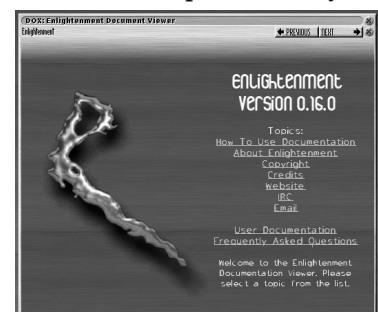 DOX: Enlightenment Document Viewer
Enlightenment
PREVIOUS
NEXT
Enlightenment
Version 0.16.0
Topics:
How To Use Documentation
About Enlightenment
Copyright
Credits
Website
IRC
Email
User Documentation
Frequently Asked Questions
Welcome to the Enlightenment
Documentation Viewer. Please
select a topic from the list.